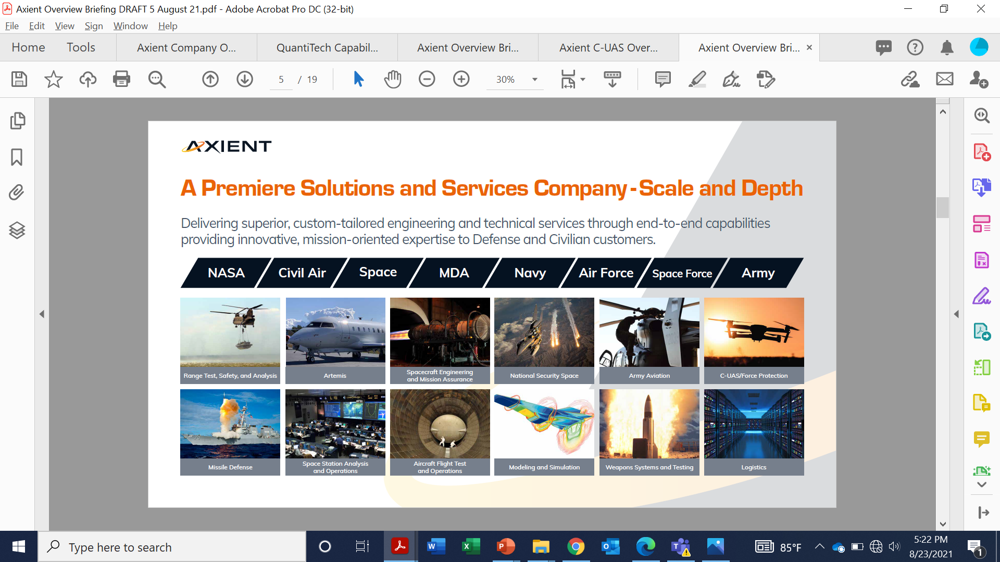 Axient Overview Briefing DRAFT 5 August 21.pdf - Adobe Acrobat Pro DC (32-bit)
File Edit View Sign Window Help
Home Tools Axient Company O... QuantiTech Capabil... Axient Overview Bri... Axient C-UAS Over... Axient Overview Bri... ×
5 / 19 30%
AXIENT
A Premiere Solutions and Services Company - Scale and Depth
Delivering superior, custom-tailored engineering and technical services through end-to-end capabilities
providing innovative, mission-oriented expertise to Defense and Civilian customers.
NASA Civil Air Space MDA Navy Air Force Space Force Army
Range Test, Safety, and Analysis
Artemis
Spacecraft Engineering
and Mission Assurance
National Security Space
Army Aviation
C-UAS/Force Protection
Missile Defense
Space Station Analysis
and Operations
Aircraft Flight Test
and Operations
Modeling and Simulation
Weapons Systems and Testing
Logistics
Type here to search
85°F
5:22 PM
8/23/2021
1